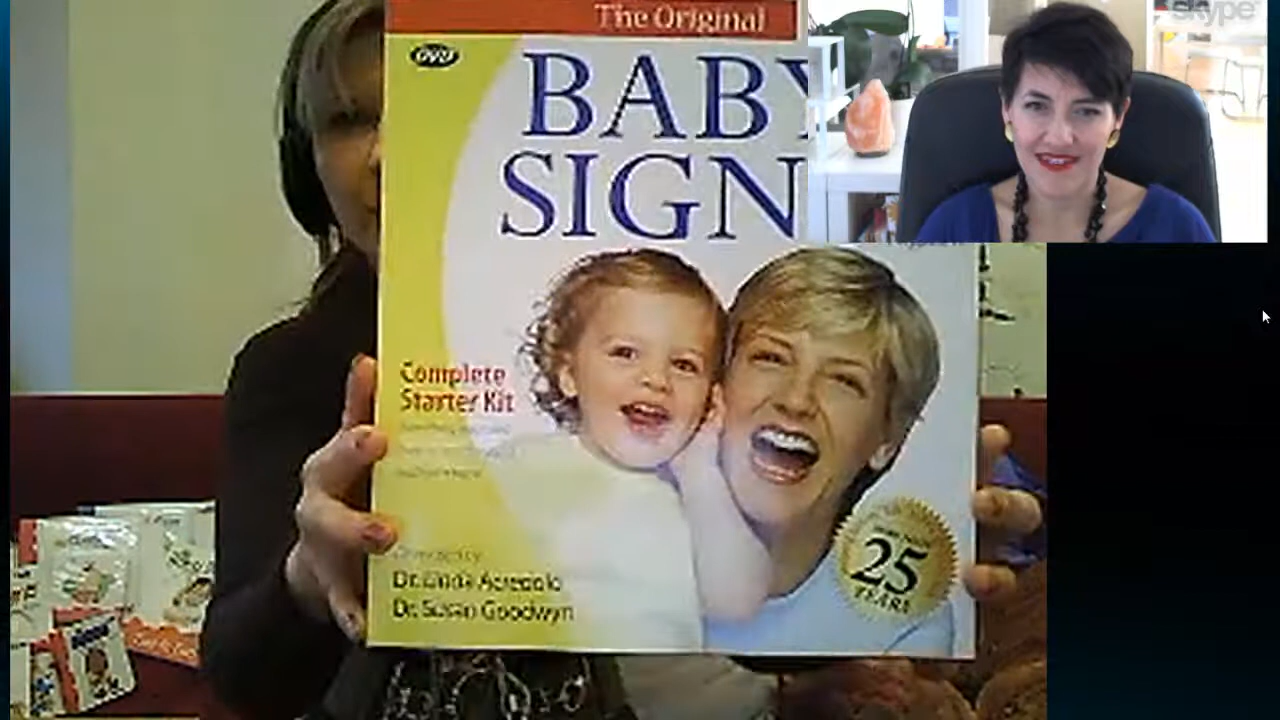 The Original
DVD
BABY
SIGN
skype
Complete
Starter Kit
Dr. Linda Acredolo
Dr. Susan Goodwyn
25
YEARS